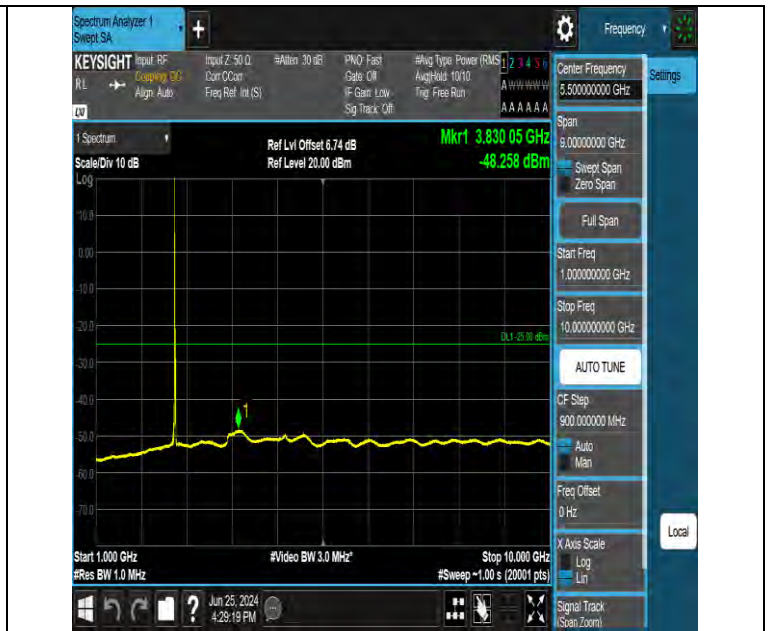 Spectrum Analyzer 1
Swept SA
+
Frequency
KEYSIGHT
RL
Input: RF
Coupling: DC
Align: Auto
Input Z: 50 Ω
Corr CCorr
Freq Ref: Int (S)
#Atten: 30 dB
PNO: Fast
Gate: Off
IF Gain: Low
Sig Track: Off
#Avg Type: Power (RMS
Avg|Hold: 10/10
Trig: Free Run
1 2 3 4 5 6
A W W W W W
A A A A A A
1 Spectrum
Scale/Div 10 dB
Ref Lvl Offset 6.74 dB
Ref Level 20.00 dBm
Mkr1 3.830 05 GHz
-48.258 dBm
Log
10.0
0.00
-10.0
-20.0
-30.0
-40.0
-50.0
-60.0
-70.0
DL1 -25.00 dBm
1
Start 1.000 GHz
#Res BW 1.0 MHz
#Video BW 3.0 MHz*
Stop 10.000 GHz
#Sweep ~1.00 s (20001 pts)
Center Frequency
5.500000000 GHz
Settings
Span
9.00000000 GHz
Swept Span
Zero Span
Full Span
Start Freq
1.000000000 GHz
Stop Freq
10.000000000 GHz
AUTO TUNE
CF Step
900.000000 MHz
Auto
Man
Freq Offset
0 Hz
X Axis Scale
Log
Lin
Local
Signal Track
(Span Zoom)
?
Jun 25, 2024
4:29:19 PM